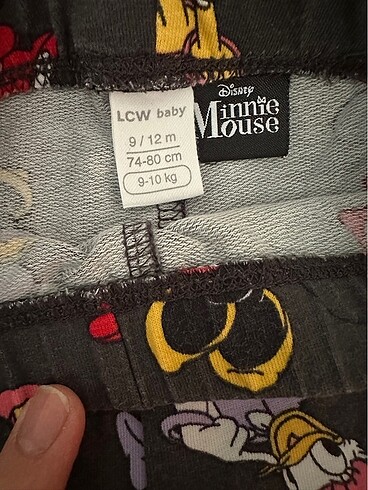 LCW baby
9 / 12 m
74-80 cm
9-10 kg
Disney
Minnie
Mouse